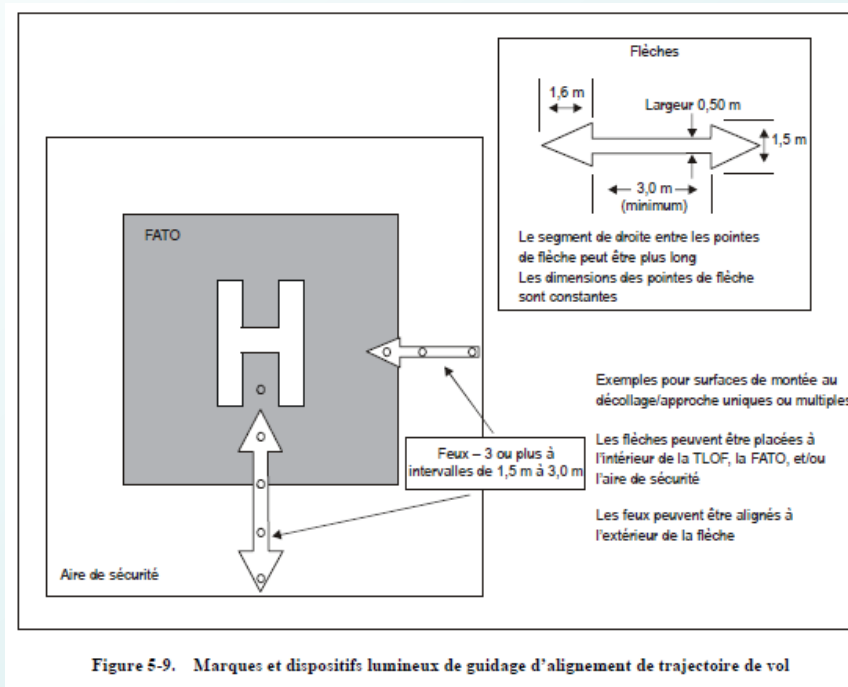 Flèches
1,6 m
Largeur 0,50 m
1,5 m
3,0 m
(minimum)
Le segment de droite entre les pointes
de flèche peut être plus long
Les dimensions des pointes de flèche
sont constantes
FATO
H
Exemples pour surfaces de montée au
décollage/approche uniques ou multiples
Feux – 3 ou plus à
intervalles de 1,5 m à 3,0 m
Les flèches peuvent être placées à
l'intérieur de la TLOF, la FATO, et/ou
l'aire de sécurité
Les feux peuvent être alignés à
l'extérieur de la flèche
Aire de sécurité
Figure 5-9. Marques et dispositifs lumineux de guidage d'alignement de trajectoire de vol